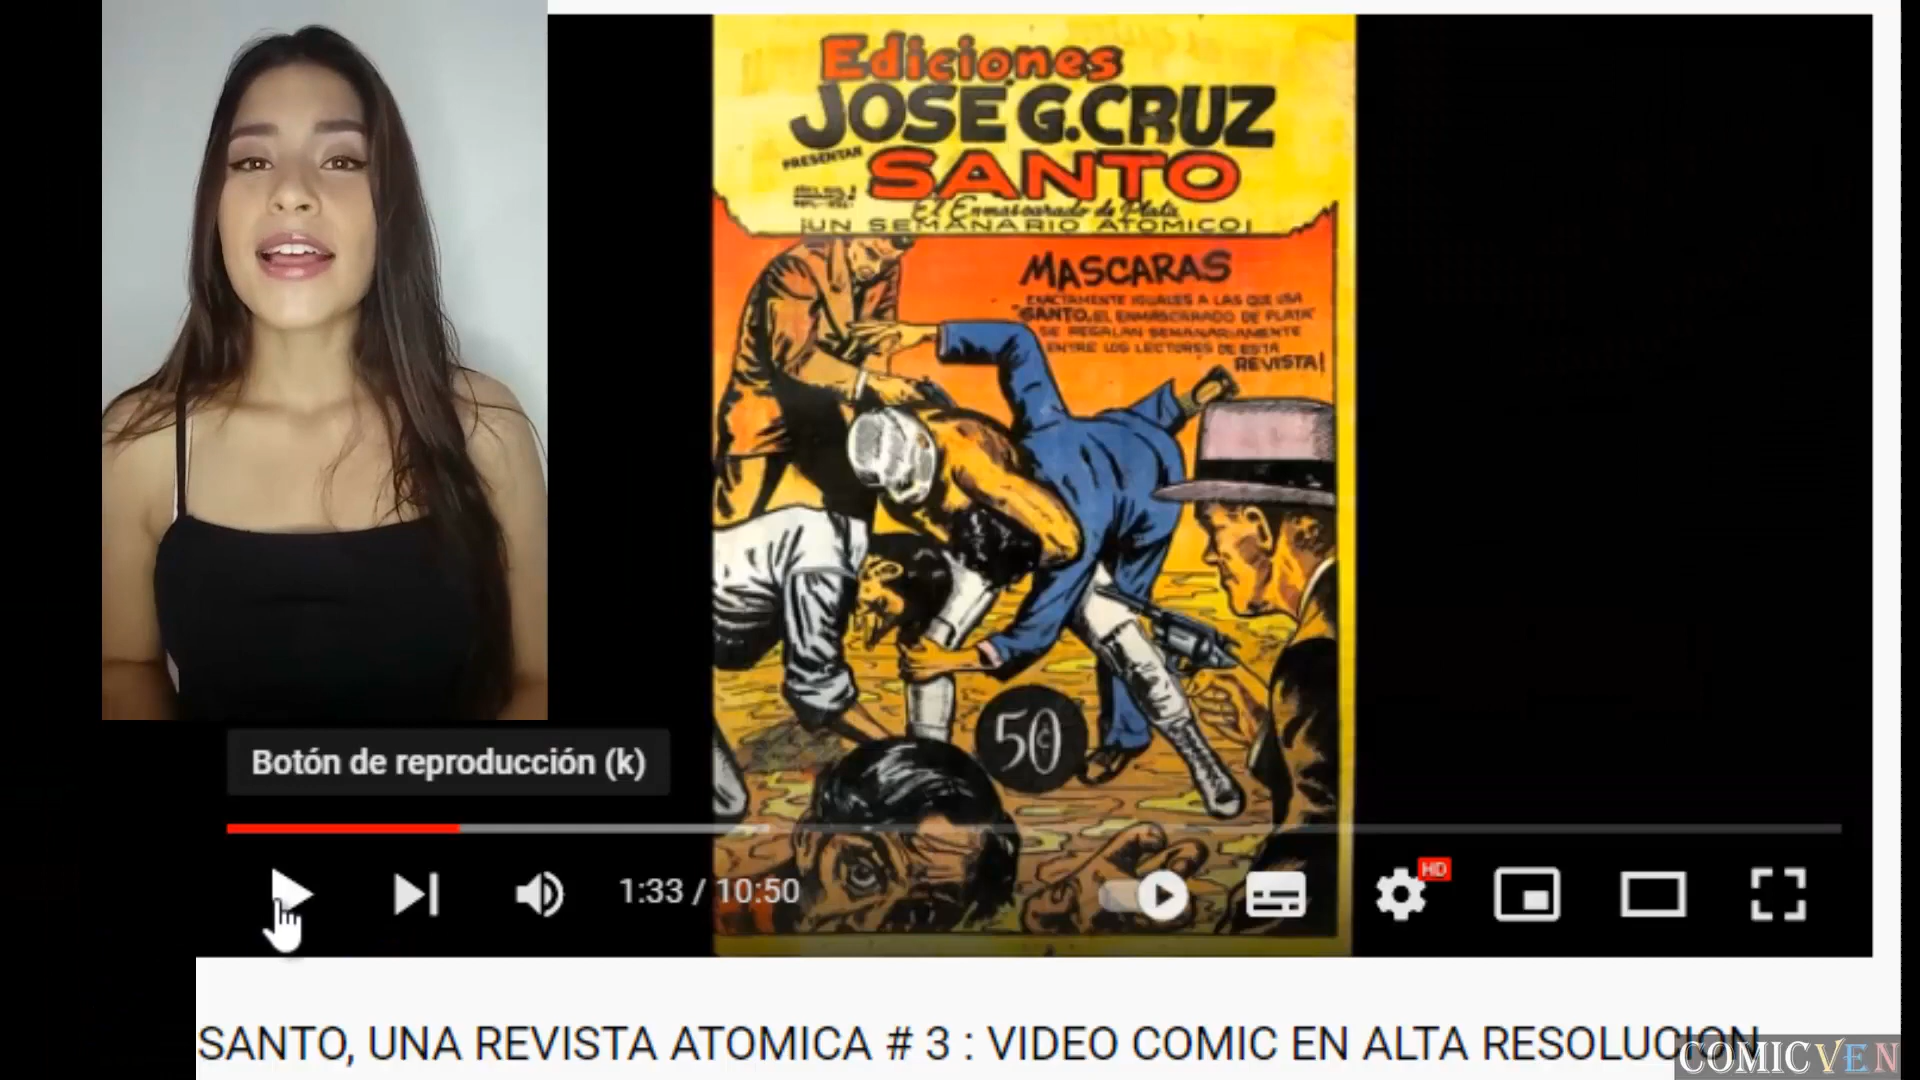 Ediciones
JOSE G. CRUZ
PRESENTAN
SANTO
El Enmascarado de Plata
¡UN SEMANARIO ATOMICO!
MASCARAS
EXACTAMENTE IGUALES A LAS QUE USA
"SANTO, EL ENMASCARADO DE PLATA"
SE REGALAN SEMANARIAMENTE
ENTRE LOS LECTORES DE ESTA
REVISTA!
50¢
Botón de reproducción (k)
1:33 / 10:50
HD
SANTO, UNA REVISTA ATOMICA # 3 : VIDEO COMIC EN ALTA RESOLUCION
COMICVEN